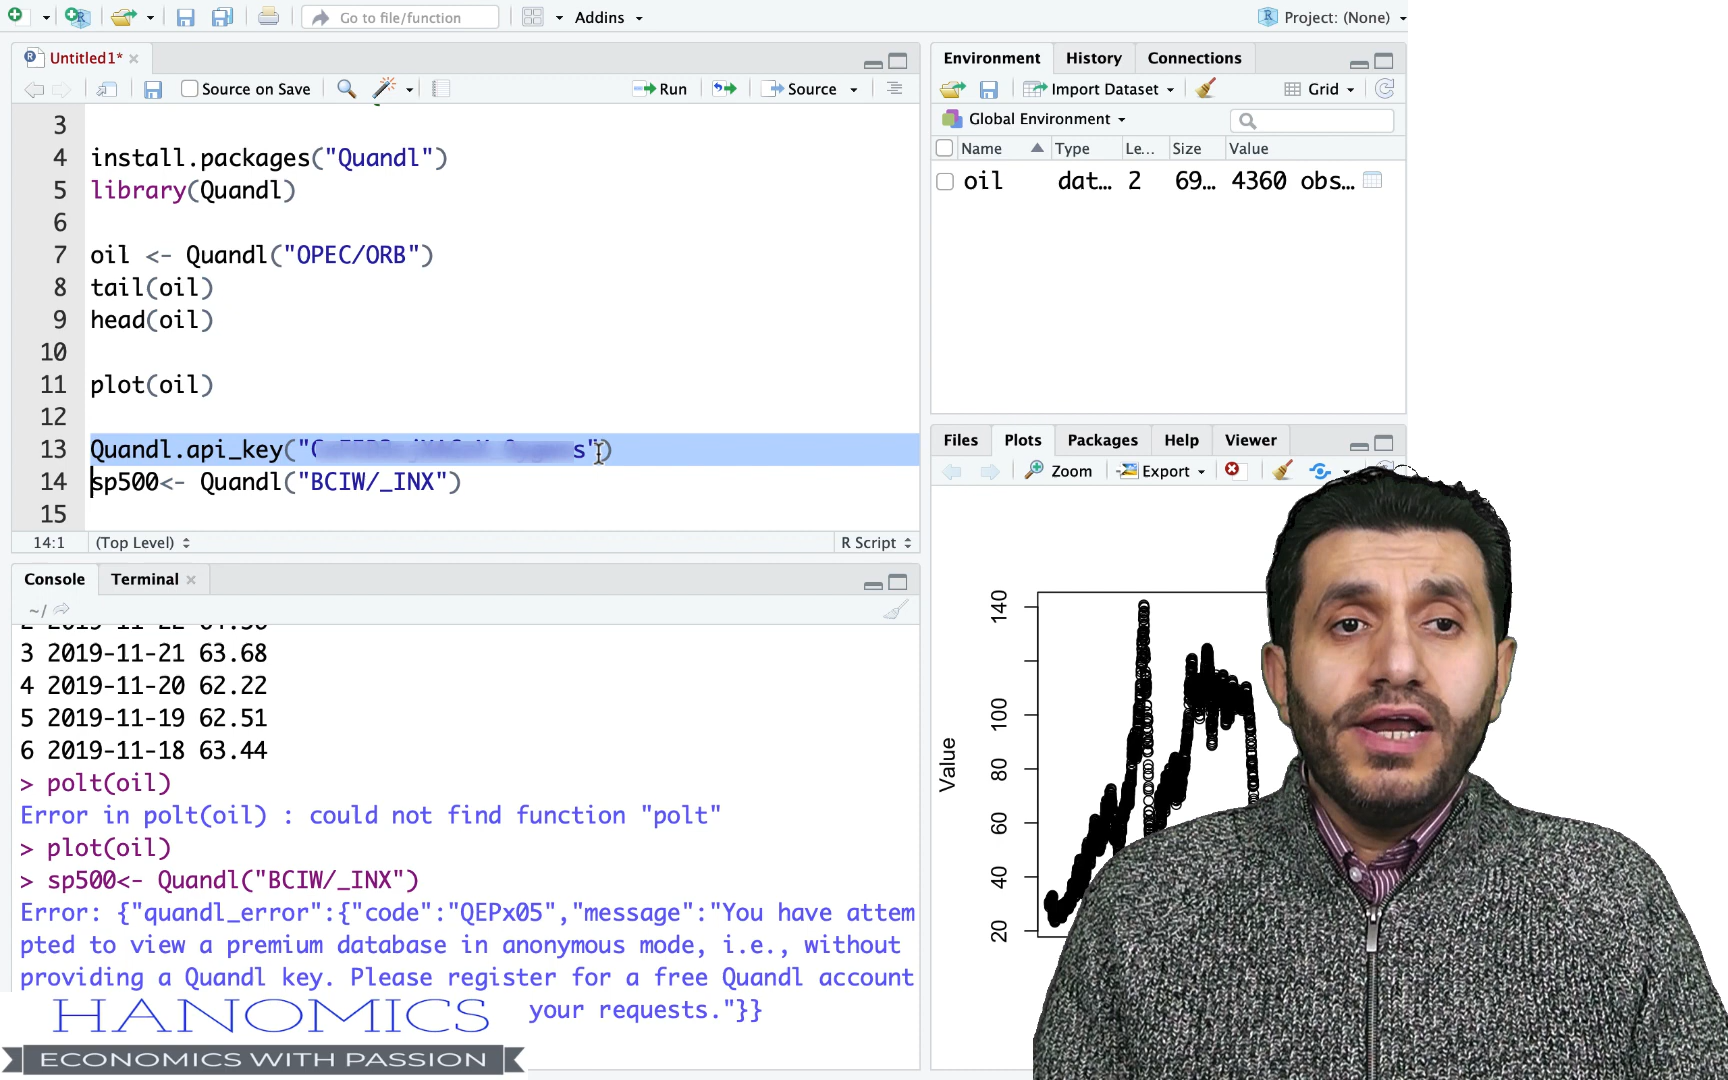 Go to file/function
Addins
Project: (None)
Untitled1*
Source on Save
Run
Source
3
4 install.packages("Quandl")
5 library(Quandl)
6
7 oil <- Quandl("OPEC/ORB")
8 tail(oil)
9 head(oil)
10
11 plot(oil)
12
13 Quandl.api_key("
14 sp500<- Quandl("BCIW/_INX")
15
14:1 (Top Level) R Script
Console Terminal
~/
3 2019-11-21 63.68
4 2019-11-20 62.22
5 2019-11-19 62.51
6 2019-11-18 63.44
> polt(oil)
Error in polt(oil) : could not find function "polt"
> plot(oil)
> sp500<- Quandl("BCIW/_INX")
Error: {"quandl_error":{"code":"QEPx05","message":"You have attem
pted to view a premium database in anonymous mode, i.e., without
providing a Quandl key. Please register for a free Quandl account
your requests."}}
HANOMICS
ECONOMICS WITH PASSION
Environment History Connections
Import Dataset Grid
Global Environment
Name Type Le... Size Value
oil dat... 2 69... 4360 obs...
Files Plots Packages Help Viewer
Zoom Export
Value
140
100
80
60
40
20